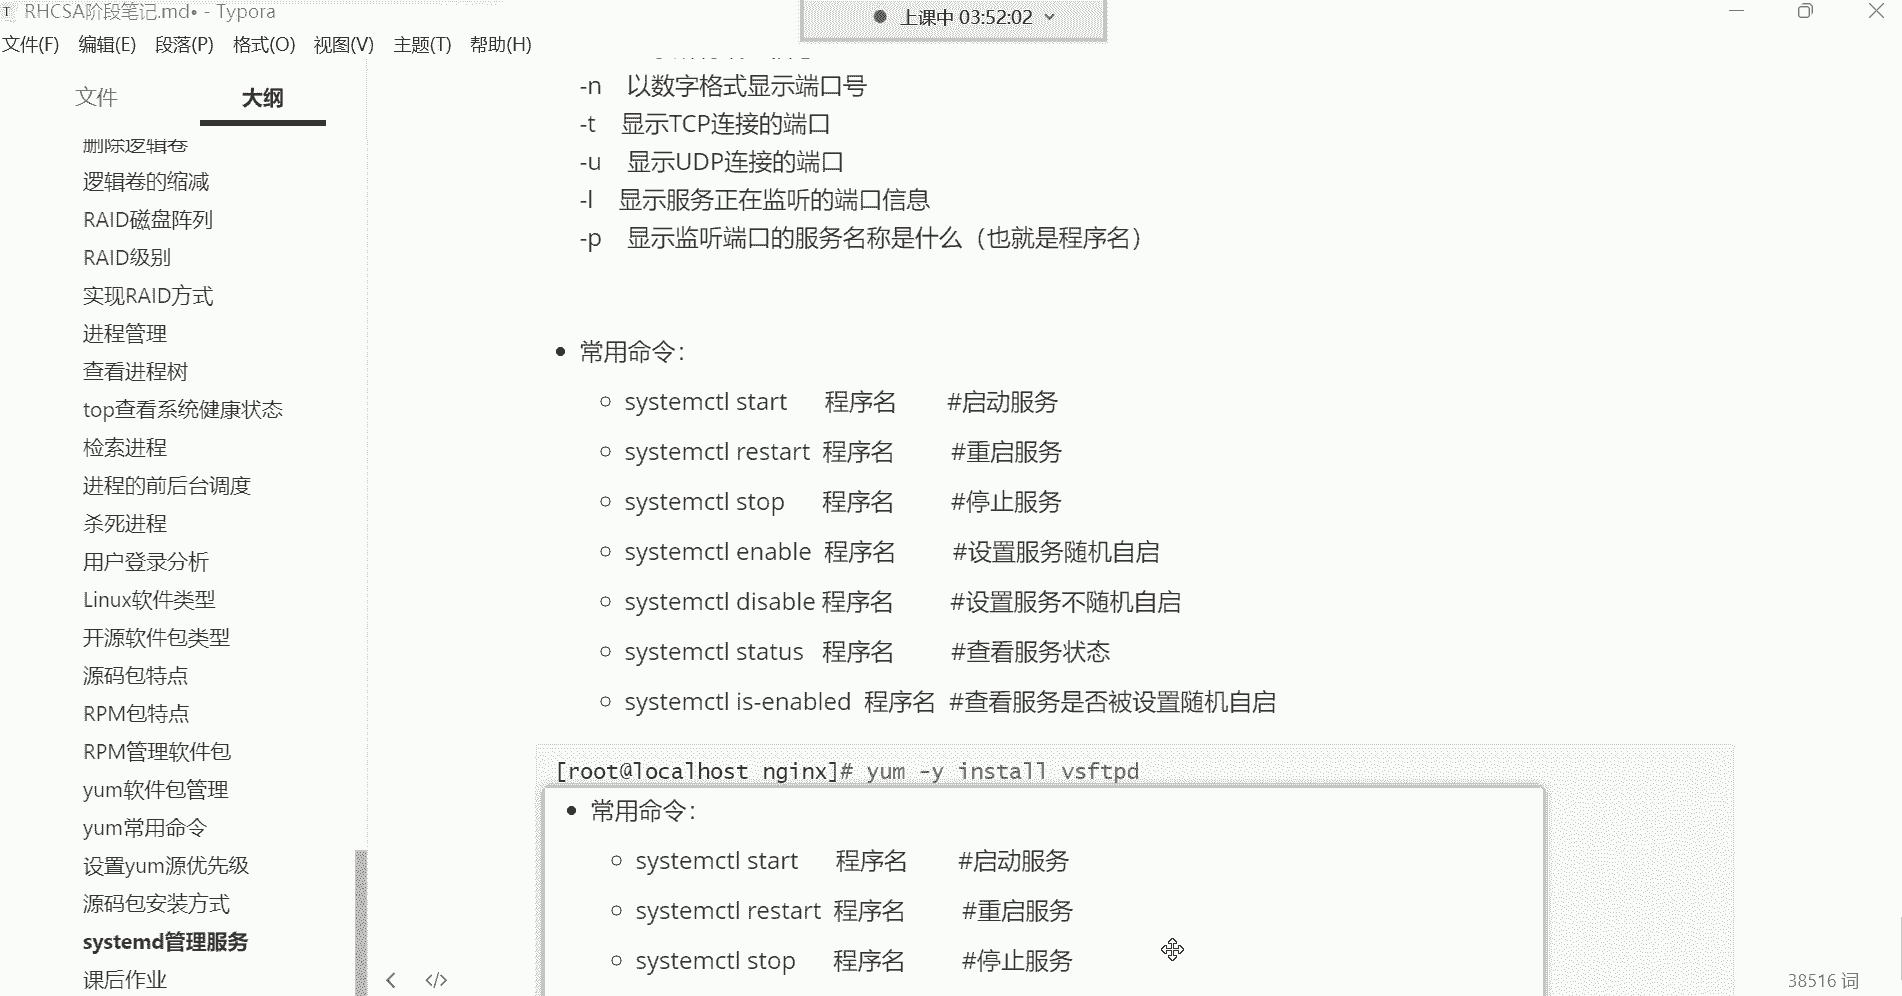 RHCSA阶段笔记.md• - Typora
上课中 03:52:02
文件(F) 编辑(E) 段落(P) 格式(O) 视图(V) 主题(T) 帮助(H)
文件 大纲
删除逻辑卷
逻辑卷的缩减
RAID磁盘阵列
RAID级别
实现RAID方式
进程管理
查看进程树
top查看系统健康状态
检索进程
进程的前后台调度
杀死进程
用户登录分析
Linux软件类型
开源软件包类型
源码包特点
RPM包特点
RPM管理软件包
yum软件包管理
yum常用命令
设置yum源优先级
源码包安装方式
systemd管理服务
课后作业
-n 以数字格式显示端口号
-t 显示TCP连接的端口
-u 显示UDP连接的端口
-l 显示服务正在监听的端口信息
-p 显示监听端口的服务名称是什么（也就是程序名）
常用命令：
systemctl start 程序名 #启动服务
systemctl restart 程序名 #重启服务
systemctl stop 程序名 #停止服务
systemctl enable 程序名 #设置服务随机自启
systemctl disable 程序名 #设置服务不随机自启
systemctl status 程序名 #查看服务状态
systemctl is-enabled 程序名 #查看服务是否被设置随机自启
[root@localhost nginx]# yum -y install vsftpd
常用命令：
systemctl start 程序名 #启动服务
systemctl restart 程序名 #重启服务
systemctl stop 程序名 #停止服务
38516 词